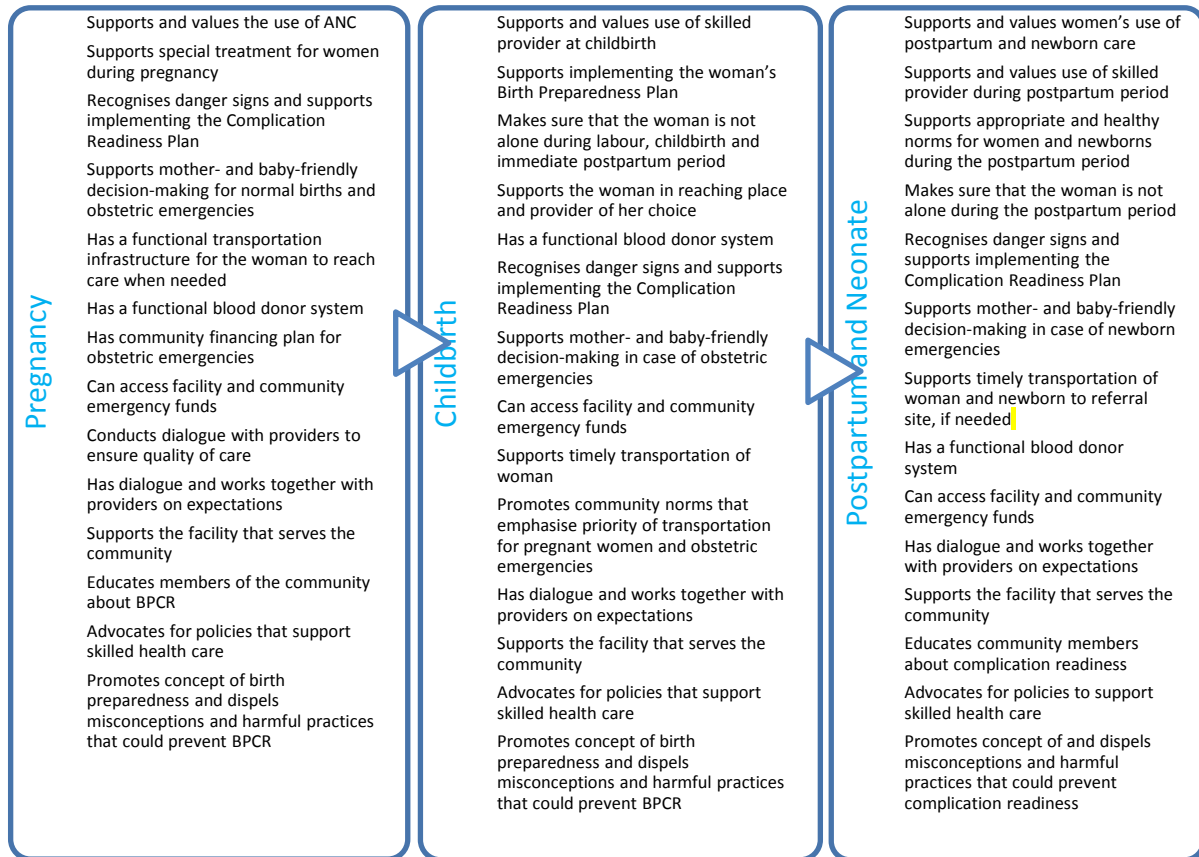 Pregnancy
Supports and values the use of ANC
Supports special treatment for women
during pregnancy
Recognises danger signs and supports
implementing the Complication
Readiness Plan
Supports mother- and baby-friendly
decision-making for normal births and
obstetric emergencies
Has a functional transportation
infrastructure for the woman to reach
care when needed
Has a functional blood donor system
Has community financing plan for
obstetric emergencies
Can access facility and community
emergency funds
Conducts dialogue with providers to
ensure quality of care
Has dialogue and works together with
providers on expectations
Supports the facility that serves the
community
Educates members of the community
about BPCR
Advocates for policies that support
skilled health care
Promotes concept of birth
preparedness and dispels
misconceptions and harmful practices
that could prevent BPCR
Childbirth
Supports and values use of skilled
provider at childbirth
Supports implementing the woman’s
Birth Preparedness Plan
Makes sure that the woman is not
alone during labour, childbirth and
immediate postpartum period
Supports the woman in reaching place
and provider of her choice
Has a functional blood donor system
Recognises danger signs and supports
implementing the Complication
Readiness Plan
Supports mother- and baby-friendly
decision-making in case of obstetric
emergencies
Can access facility and community
emergency funds
Supports timely transportation of
woman
Promotes community norms that
emphasise priority of transportation
for pregnant women and obstetric
emergencies
Has dialogue and works together with
providers on expectations
Supports the facility that serves the
community
Advocates for policies that support
skilled health care
Promotes concept of birth
preparedness and dispels
misconceptions and harmful practices
that could prevent BPCR
Postpartum and Neonate
Supports and values women’s use of
postpartum and newborn care
Supports and values use of skilled
provider during postpartum period
Supports appropriate and healthy
norms for women and newborns
during the postpartum period
Makes sure that the woman is not
alone during the postpartum period
Recognises danger signs and
supports implementing the
Complication Readiness Plan
Supports mother- and baby-friendly
decision-making in case of newborn
emergencies
Supports timely transportation of
woman and newborn to referral
site, if needed
Has a functional blood donor
system
Can access facility and community
emergency funds
Has dialogue and works together
with providers on expectations
Supports the facility that serves the
community
Educates community members
about complication readiness
Advocates for policies to support
skilled health care
Promotes concept of and dispels
misconceptions and harmful
practices that could prevent
complication readiness